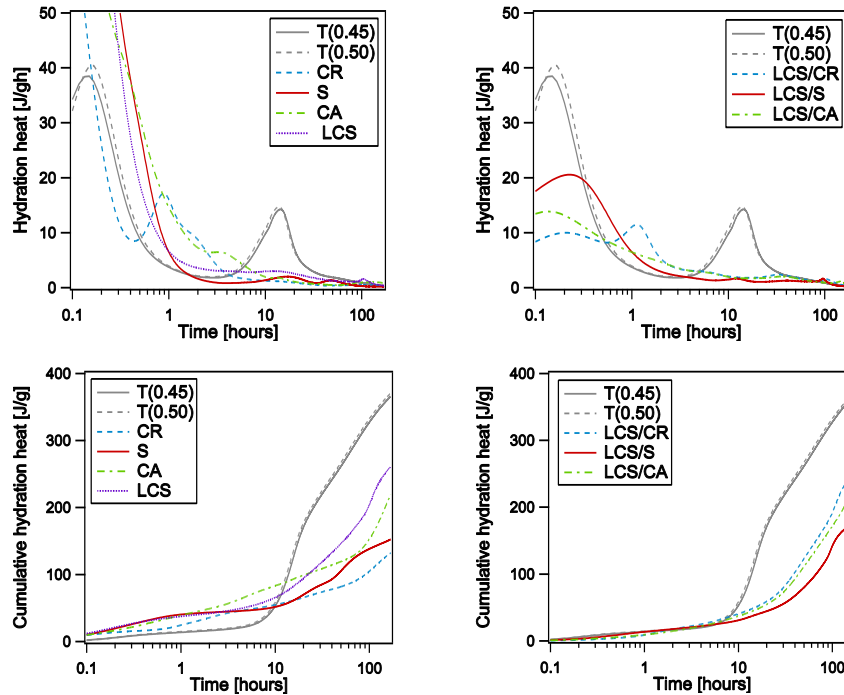 Hydration heat [J/gh]
50
40
30
20
10
0
T(0.45)
T(0.50)
CR
S
CA
LCS
0.1
1
10
100
Time [hours]
Hydration heat [J/gh]
50
40
30
20
10
0
T(0.45)
T(0.50)
LCS/CR
LCS/S
LCS/CA
0.1
1
10
100
Time [hours]
Cumulative hydration heat [J/g]
400
300
200
100
0
T(0.45)
T(0.50)
CR
S
CA
LCS
0.1
1
10
100
Time [hours]
Cumulative hydration heat [J/g]
400
300
200
100
0
T(0.45)
T(0.50)
LCS/CR
LCS/S
LCS/CA
0.1
1
10
100
Time [hours]